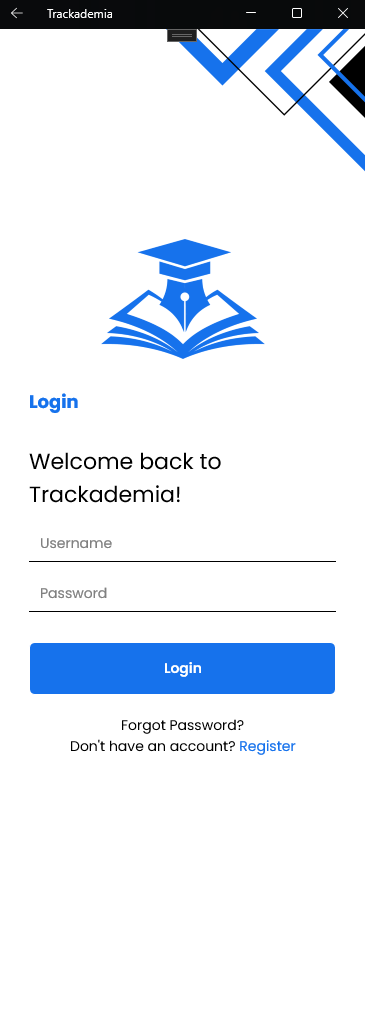 Trackademia
Login
Welcome back to
Trackademia!
Username
Password
Login
Forgot Password?
Don't have an account? Register